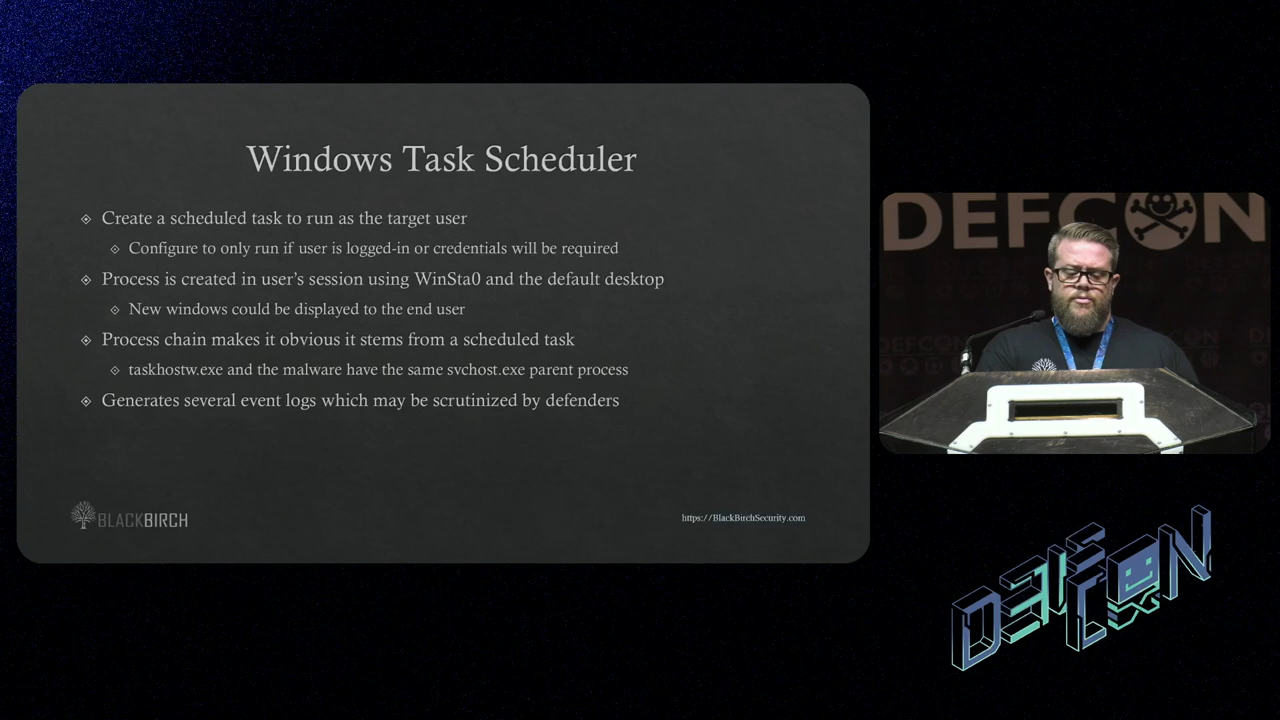 Windows Task Scheduler
Create a scheduled task to run as the target user
Configure to only run if user is logged-in or credentials will be required
Process is created in user's session using WinSta0 and the default desktop
New windows could be displayed to the end user
Process chain makes it obvious it stems from a scheduled task
taskhostw.exe and the malware have the same svchost.exe parent process
Generates several event logs which may be scrutinized by defenders
BLACKBIRCH
https://BlackBirchSecurity.com
DEFCON
DEFCON
DEFCON